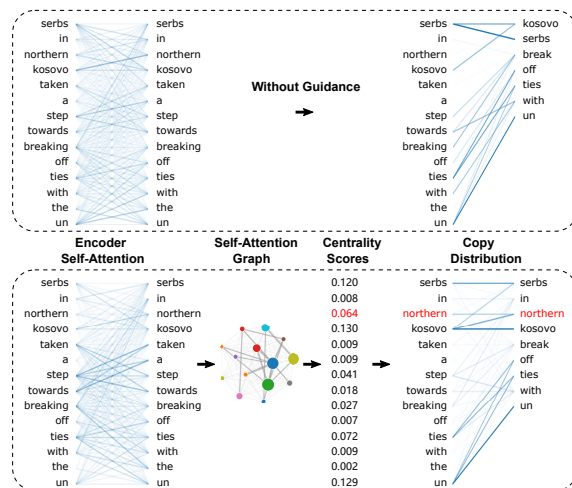 serbs serbs serbs kosovo
in in in serbs
northern northern northern break
kosovo kosovo kosovo off
taken taken taken ties
a a Without Guidance a with
step step step un
towards towards towards
breaking breaking breaking
off off off
ties ties ties
with with with
the the the
un un un
Encoder Self-Attention Centrality Copy
Self-Attention Graph Scores Distribution
serbs serbs 0.120 serbs serbs
in in 0.008 in in
northern northern 0.064 northern northern
kosovo kosovo 0.130 kosovo kosovo
taken taken 0.009 taken break
a a 0.009 a off
step step 0.041 step ties
towards towards 0.018 towards with
breaking breaking 0.027 breaking un
off off 0.007 off
ties ties 0.072 ties
with with 0.009 with
the the 0.002 the
un un 0.129 un